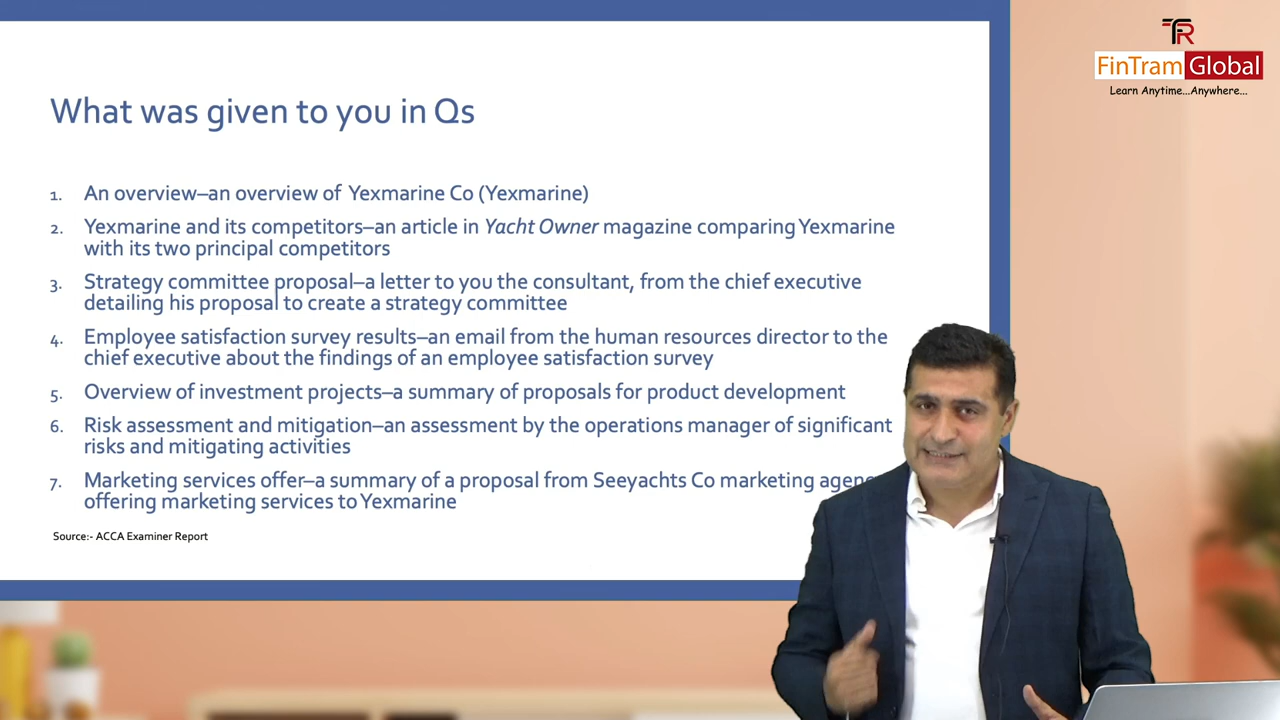 TR
FinTram Global
Learn Anytime...Anywhere...
What was given to you in Qs
1. An overview–an overview of Yexmarine Co (Yexmarine)
2. Yexmarine and its competitors–an article in Yacht Owner magazine comparing Yexmarine
with its two principal competitors
3. Strategy committee proposal–a letter to you the consultant, from the chief executive
detailing his proposal to create a strategy committee
4. Employee satisfaction survey results–an email from the human resources director to the
chief executive about the findings of an employee satisfaction survey
5. Overview of investment projects–a summary of proposals for product development
6. Risk assessment and mitigation–an assessment by the operations manager of significant
risks and mitigating activities
7. Marketing services offer–a summary of a proposal from Seeyachts Co marketing
offering marketing services to Yexmarine
Source:- ACCA Examiner Report